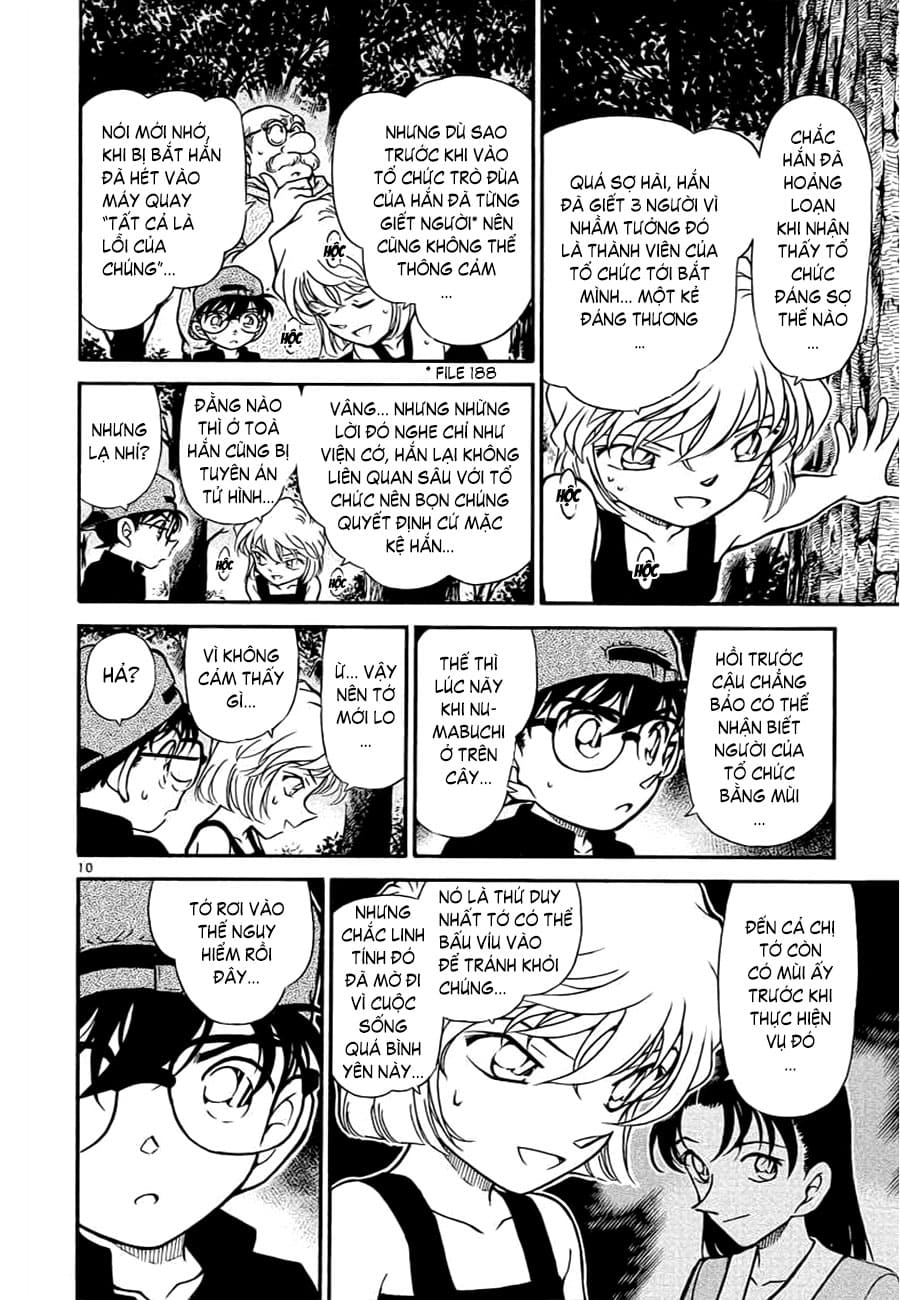 CHẮC
HẮN ĐÃ
HOẢNG
LOẠN
KHI NHẬN
THẤY TỔ
CHỨC
ĐÁNG SỢ
THẾ NÀO
...
QUÁ SỢ HÃI, HẮN
ĐÃ GIẾT 3 NGƯỜI VÌ
NHẦM TƯỞNG ĐÓ
LÀ THÀNH VIÊN CỦA
TỔ CHỨC TỚI BẮT
MÌNH... MỘT KẺ
ĐÁNG THƯƠNG
...
HỘC
HỘC
NHƯNG DÙ SAO
TRƯỚC KHI VÀO
TỔ CHỨC TRÒ ĐÙA
CỦA HẮN ĐÃ TỪNG
GIẾT NGƯỜI* NÊN
CŨNG KHÔNG THỂ
THÔNG CẢM
...
NÓI MỚI NHỚ,
KHI BỊ BẮT HẮN
ĐÃ HÉT VÀO
MÁY QUAY
“TẤT CẢ LÀ
LỖI CỦA
CHÚNG”...
HỘC
HỘC
* FILE 188
VÂNG... NHƯNG NHỮNG
LỜI ĐÓ NGHE CHỈ NHƯ
VIỆN CỚ, HẮN LẠI KHÔNG
LIÊN QUAN SÂU VỚI TỔ
CHỨC NÊN BỌN CHÚNG
QUYẾT ĐỊNH CỨ MẶC
KỆ HẮN...
ĐẰNG NÀO
THÌ Ở TOÀ
HẮN CŨNG BỊ
TUYÊN ÁN
TỬ HÌNH...
HỘC
HỘC
NHƯNG
LẠ NHỈ?
HỒI TRƯỚC
CẬU CHẲNG
BẢO CÓ THỂ
NHẬN BIẾT
NGƯỜI CỦA
TỔ CHỨC
BẰNG MÙI
...
THẾ THÌ
LÚC NÃY
KHI NU-
MABUCHI
Ở TRÊN
CÂY...
Ừ... VẬY
NÊN TỚ
MỚI LO
...
VÌ KHÔNG
CẢM THẤY
GÌ...
HẢ?
10
ĐẾN CẢ CHỊ
TỚ CÒN
CÓ MÙI ẤY
TRƯỚC KHI
THỰC HIỆN
VỤ ĐÓ
...
NÓ LÀ THỨ DUY
NHẤT TỚ CÓ THỂ
BẤU VÍU VÀO
ĐỂ TRÁNH KHỎI
CHÚNG...
NHƯNG
CHẮC LINH
TÍNH ĐÓ
ĐÃ MỜ ĐI
VÌ CUỘC
SỐNG
QUÁ BÌNH
YÊN NÀY...
TỚ RƠI VÀO
THẾ NGUY
HIỂM RỒI
ĐÂY...